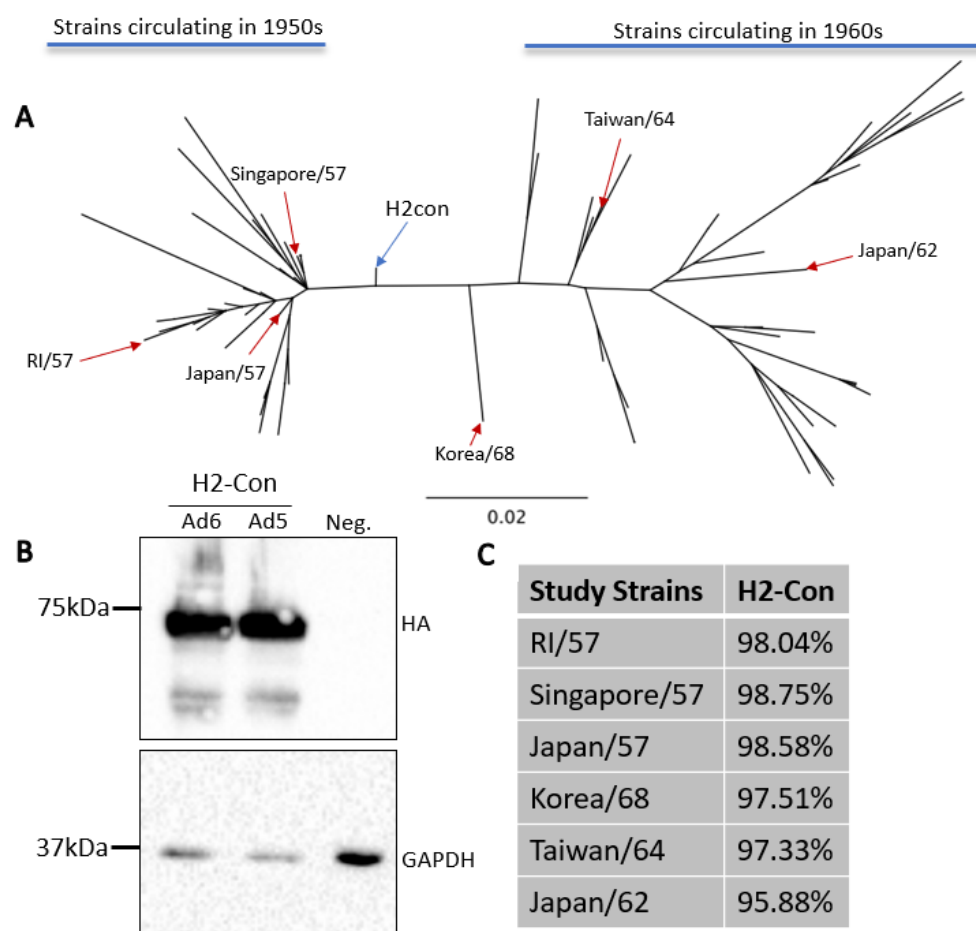 Strains circulating in 1950s
Strains circulating in 1960s
A
Taiwan/64
Singapore/57
H2con
Japan/62
RI/57
Japan/57
Korea/68
0.02
H2-Con
Ad6 Ad5 Neg.
B
75kDa
HA
37kDa
GAPDH
C
Study Strains H2-Con
RI/57 98.04%
Singapore/57 98.75%
Japan/57 98.58%
Korea/68 97.51%
Taiwan/64 97.33%
Japan/62 95.88%